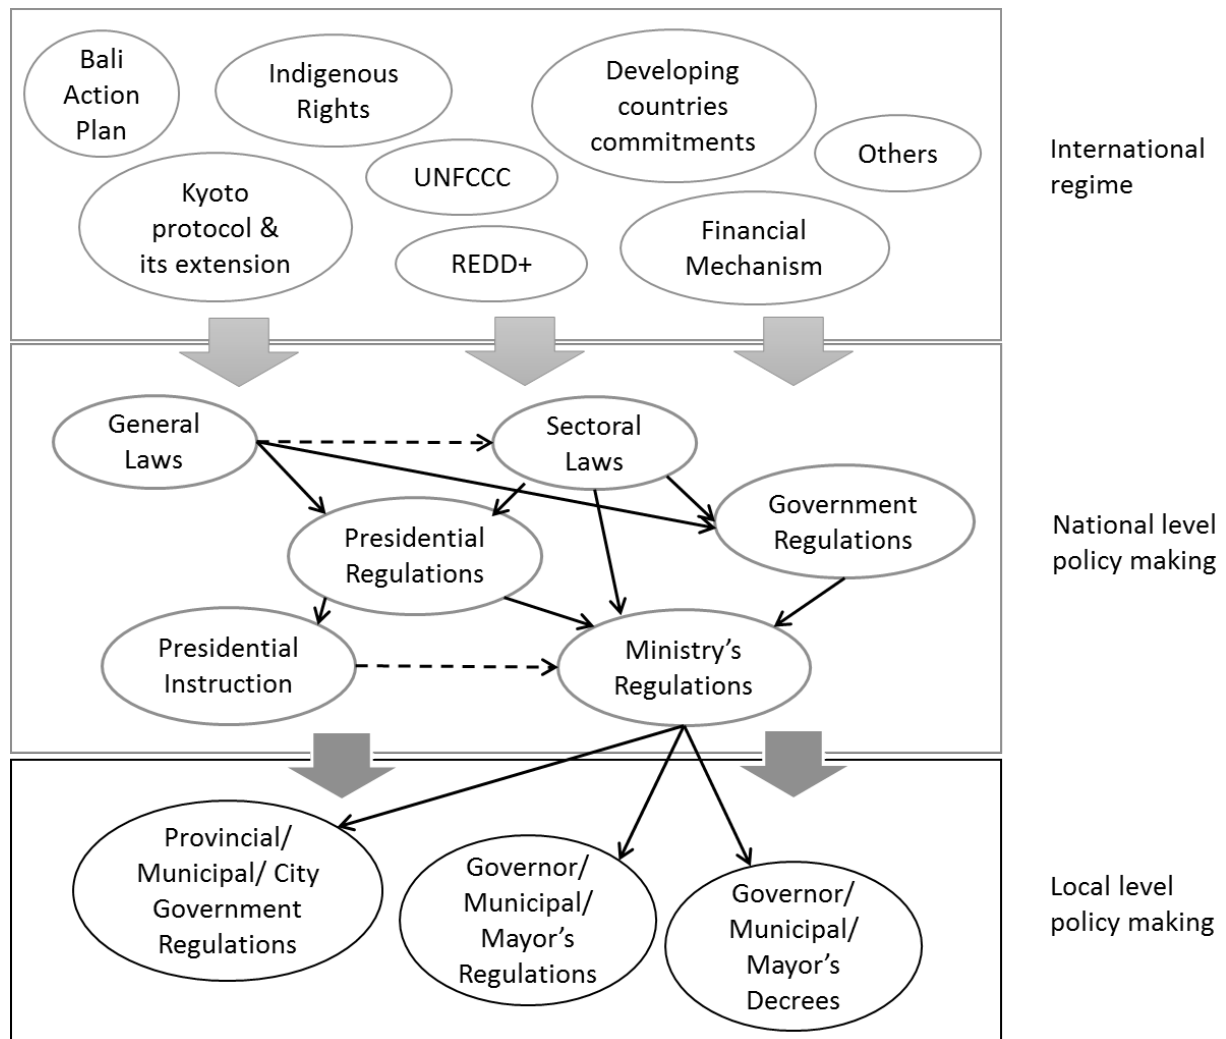 Bali
Action
Plan
Indigenous
Rights
Developing
countries
commitments
Others
International
regime
Kyoto
protocol &
its extension
UNFCCC
REDD+
Financial
Mechanism
General
Laws
Sectoral
Laws
Government
Regulations
National level
policy making
Presidential
Regulations
Presidential
Instruction
Ministry’s
Regulations
Provincial/
Municipal/ City
Government
Regulations
Governor/
Municipal/
Mayor’s
Regulations
Governor/
Municipal/
Mayor’s
Decrees
Local level
policy making